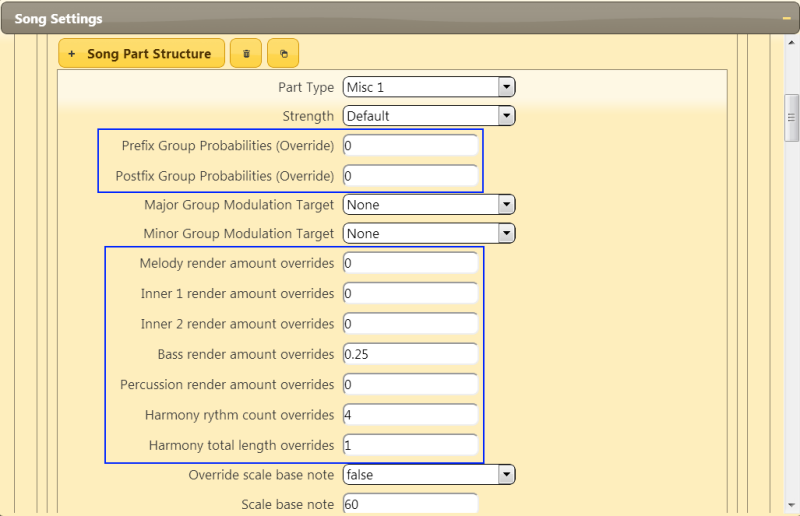 Song Settings
+ Song Part Structure
Part Type Misc 1
Strength Default
Prefix Group Probabilities (Override) 0
Postfix Group Probabilities (Override) 0
Major Group Modulation Target None
Minor Group Modulation Target None
Melody render amount overrides 0
Inner 1 render amount overrides 0
Inner 2 render amount overrides 0
Bass render amount overrides 0.25
Percussion render amount overrides 0
Harmony rythm count overrides 4
Harmony total length overrides 1
Override scale base note false
Scale base note 60